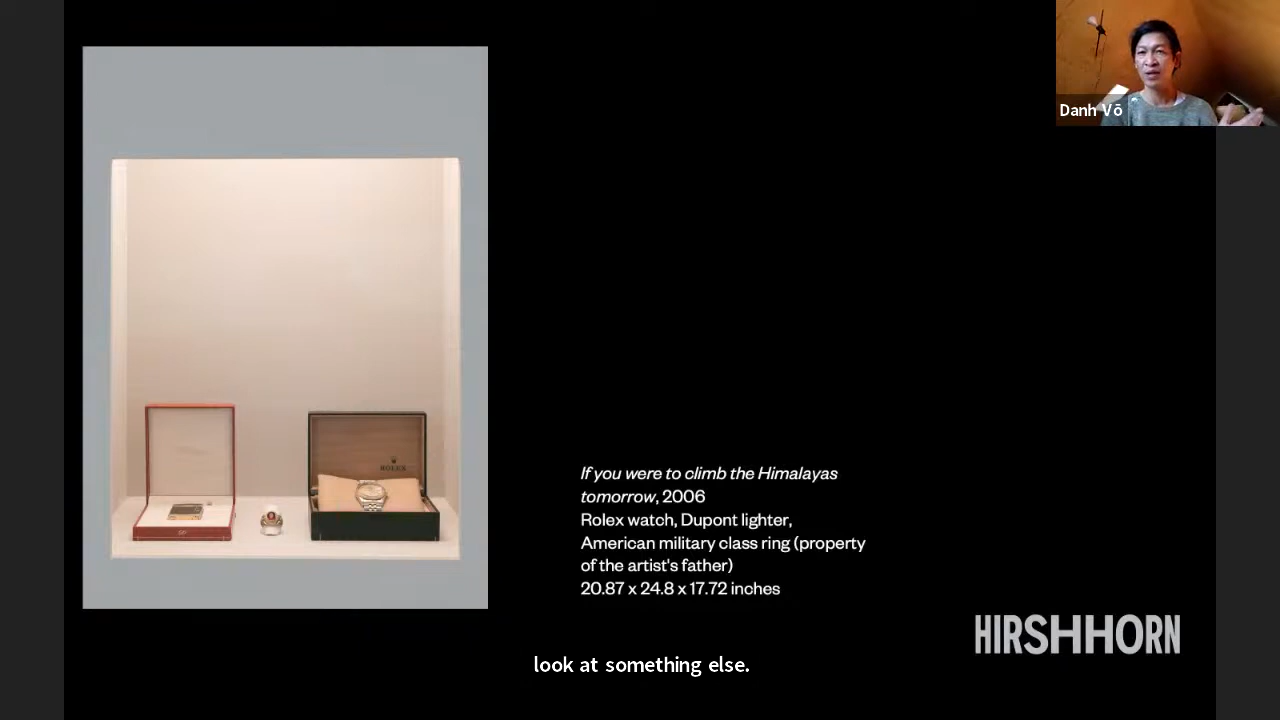 Danh Võ
ROLEX
If you were to climb the Himalayas
tomorrow, 2006
Rolex watch, Dupont lighter,
American military class ring (property
of the artist's father)
20.87 x 24.8 x 17.72 inches
HIRSHHORN
look at something else.